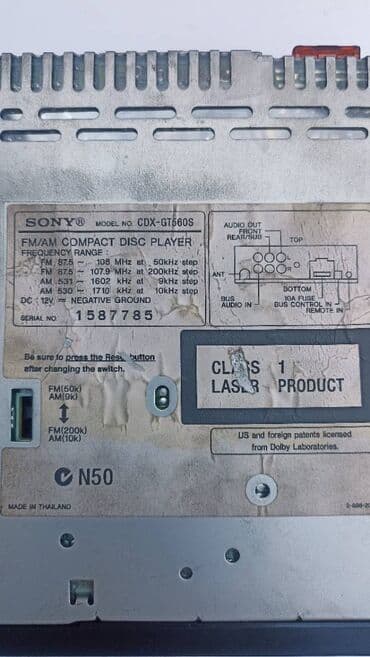 SONY® MODEL NO. CDX-GT560S
FM/AM COMPACT DISC PLAYER
FREQUENCY RANGE :
FM 87.5 ~ 108 MHz at 50kHz step
FM 87.5 ~ 107.9 MHz at 200kHz step
AM 531 ~ 1602 kHz at 9kHz step
AM 530 ~ 1710 kHz at 10kHz step
DC : 12V ⎓ NEGATIVE GROUND
SERIAL NO. 1587785
AUDIO OUT
FRONT
REAR/SUB
TOP
ANT
R
BOTTOM
BUS
AUDIO IN
10A FUSE
BUS CONTROL IN
REMOTE IN
Be sure to press the Reset button
after changing the switch.
FM(50k)
AM(9k)
FM(200k)
AM(10k)
CLASS 1
LASER PRODUCT
US and foreign patents licensed
from Dolby Laboratories.
N50
MADE IN THAILAND